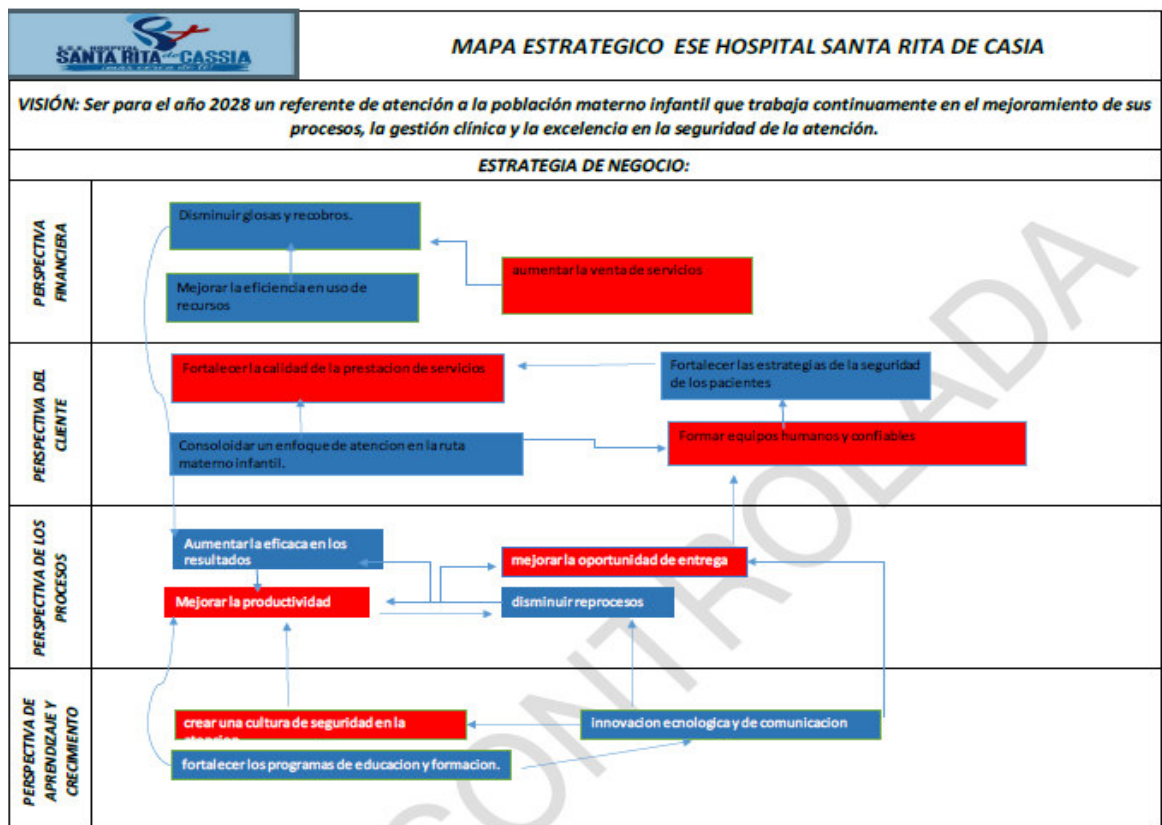 E.S.E. HOSPITAL
SANTA RITA de CASSIA
¡mas cerca de ti!
MAPA ESTRATEGICO ESE HOSPITAL SANTA RITA DE CASIA
VISIÓN: Ser para el año 2028 un referente de atención a la población materno infantil que trabaja continuamente en el mejoramiento de sus
procesos, la gestión clínica y la excelencia en la seguridad de la atención.
ESTRATEGIA DE NEGOCIO:
PERSPECTIVA
FINANCIERA
Disminuir glosas y recobros.
aumentar la venta de servicios
Mejorar la eficiencia en uso de
recursos
PERSPECTIVA DEL
CLIENTE
Fortalecer la calidad de la prestacion de servicios
Fortalecer las estrategias de la seguridad
de los pacientes
Consoloidar un enfoque de atencion en la ruta
materno infantil.
Formar equipos humanos y confiables
PERSPECTIVA DE LOS
PROCESOS
Aumentar la eficaca en los
resultados
mejorar la oportunidad de entrega
Mejorar la productividad
disminuir reprocesos
PERSPECTIVA DE
APRENDIZAJE Y
CRECIMIENTO
crear una cultura de seguridad en la
atencion
innovacion ecnologica y de comunicacion
fortalecer los programas de educacion y formacion.
CONTROLADA